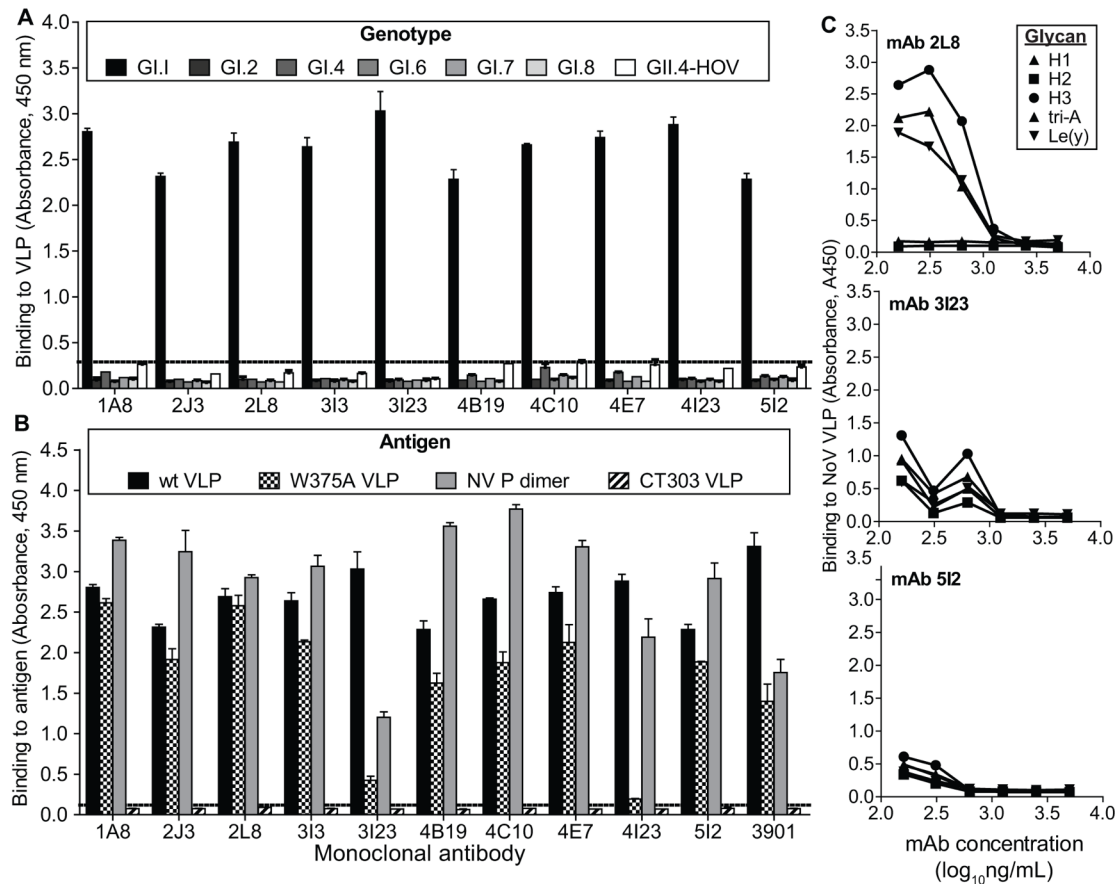 A
Binding to VLP (Absorbance, 450 nm)
4.0
3.5
3.0
2.5
2.0
1.5
1.0
0.5
0.0
Genotype
GI.I GI.2 GI.4 GI.6 GI.7 GI.8 GII.4-HOV
1A8 2J3 2L8 3I3 3I23 4B19 4C10 4E7 4I23 5I2
B
Binding to antigen (Abosrbance, 450 nm)
4.5
4.0
3.5
3.0
2.5
2.0
1.5
1.0
0.5
0.0
Antigen
wt VLP W375A VLP NV P dimer CT303 VLP
1A8 2J3 2L8 3I3 3I23 4B19 4C10 4E7 4I23 5I2 3901
Monoclonal antibody
C
Binding to NoV VLP (Absorbance, A450)
mAb 2L8
Glycan
H1
H2
H3
tri-A
Le(y)
3.5
3.0
2.5
2.0
1.5
1.0
0.5
0.0
2.0 2.5 3.0 3.5 4.0
mAb 3I23
3.5
3.0
2.5
2.0
1.5
1.0
0.5
0.0
2.0 2.5 3.0 3.5 4.0
mAb 5I2
3.5
3.0
2.5
2.0
1.5
1.0
0.5
0.0
2.0 2.5 3.0 3.5 4.0
mAb concentration
(log10ng/mL)